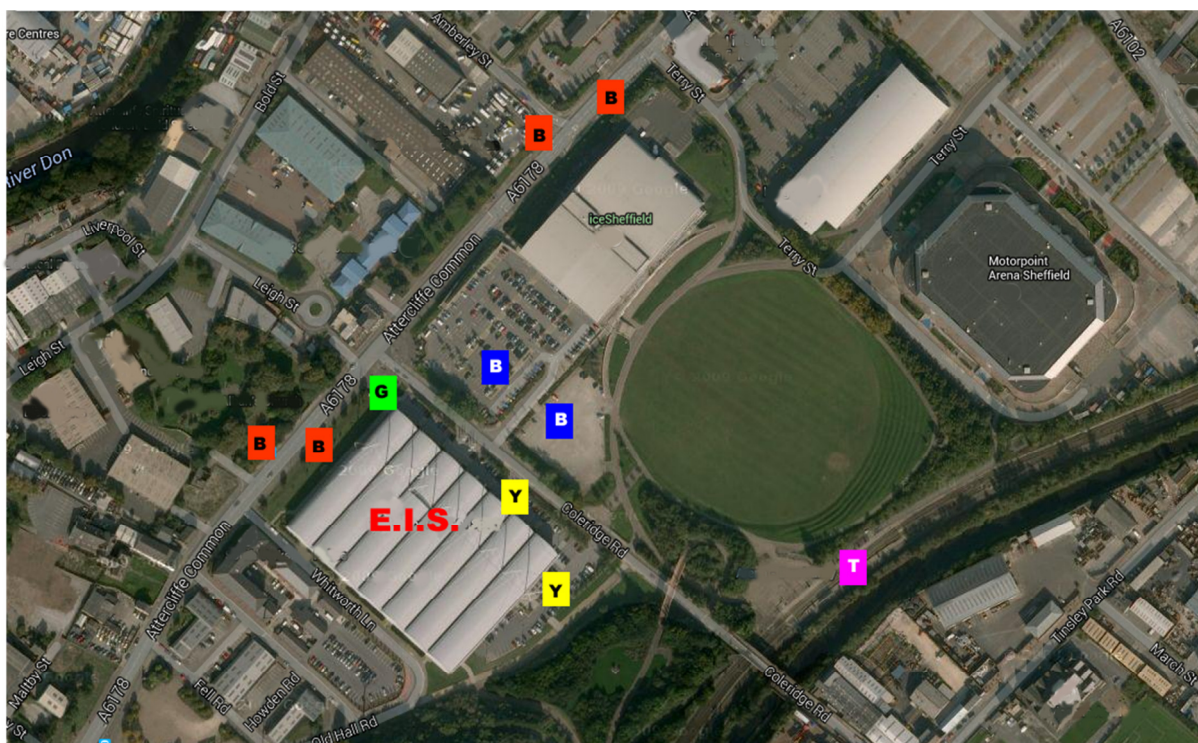 re Centres
Amberley St
A6102
Bold St
Terry St
B
B
River Don
A6178
Terry St
iceSheffield
Liverpool St
Attercliffe Common
Terry St
Motorpoint
Arena Sheffield
Leigh St
Leigh St
B
A6178
G
B
B
B
Y
E.I.S.
Coleridge Rd
Attercliffe Common
T
Y
Whitworth Ln
Tinsley Park Rd
March St
Maltby St
Fell Rd
Howden Rd
Coleridge Rd
A6178
Old Hall Rd